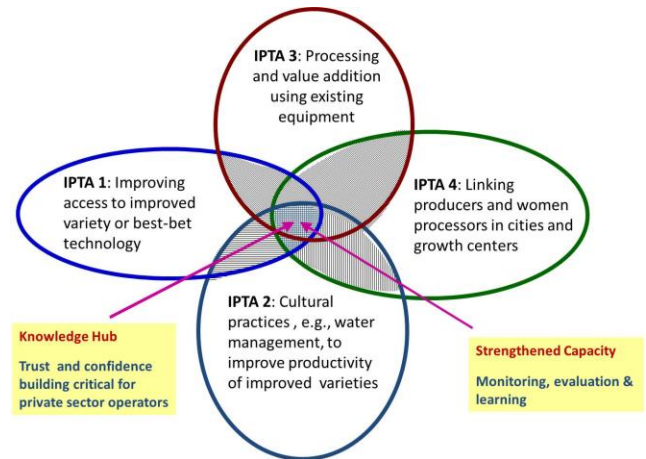 IPTA 3: Processing
and value addition
using existing
equipment
IPTA 1: Improving
access to improved
variety or best-bet
technology
IPTA 4: Linking
producers and women
processors in cities and
growth centers
IPTA 2: Cultural
practices , e.g., water
management, to
improve productivity
of improved varieties
Knowledge Hub
Trust and confidence
building critical for
private sector operators
Strengthened Capacity
Monitoring, evaluation &
learning